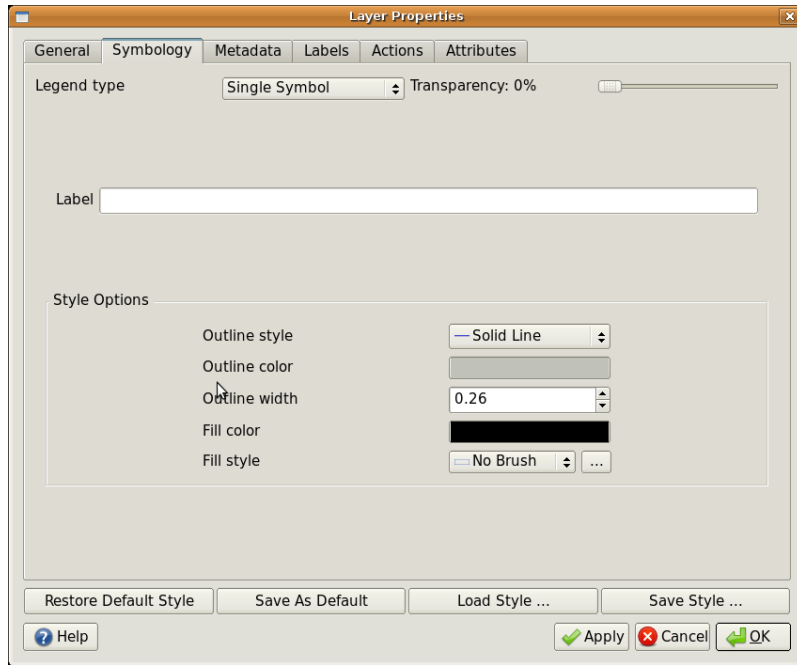 Layer Properties
General Symbology Metadata Labels Actions Attributes
Legend type Single Symbol Transparency: 0%
Label
Style Options
Outline style Solid Line
Outline color
Outline width 0.26
Fill color
Fill style No Brush ...
Restore Default Style Save As Default Load Style ... Save Style ...
Help Apply Cancel OK